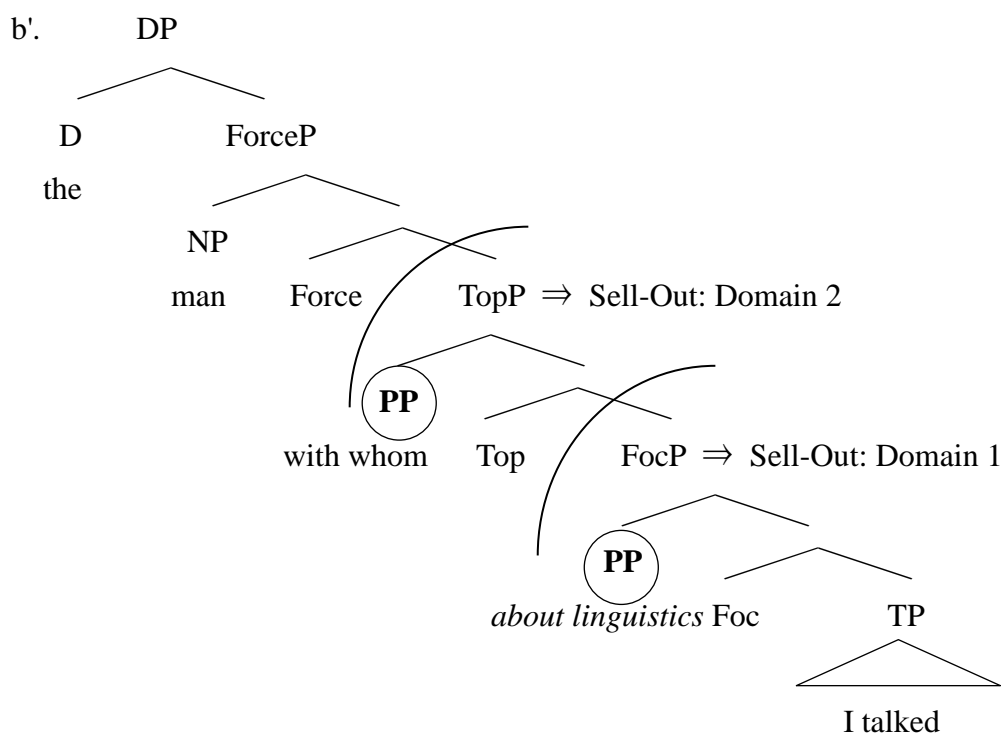 b'. DP
D ForceP
the
NP
man Force TopP ⇒ Sell-Out: Domain 2
PP
with whom Top FocP ⇒ Sell-Out: Domain 1
PP
about linguistics Foc TP
I talked